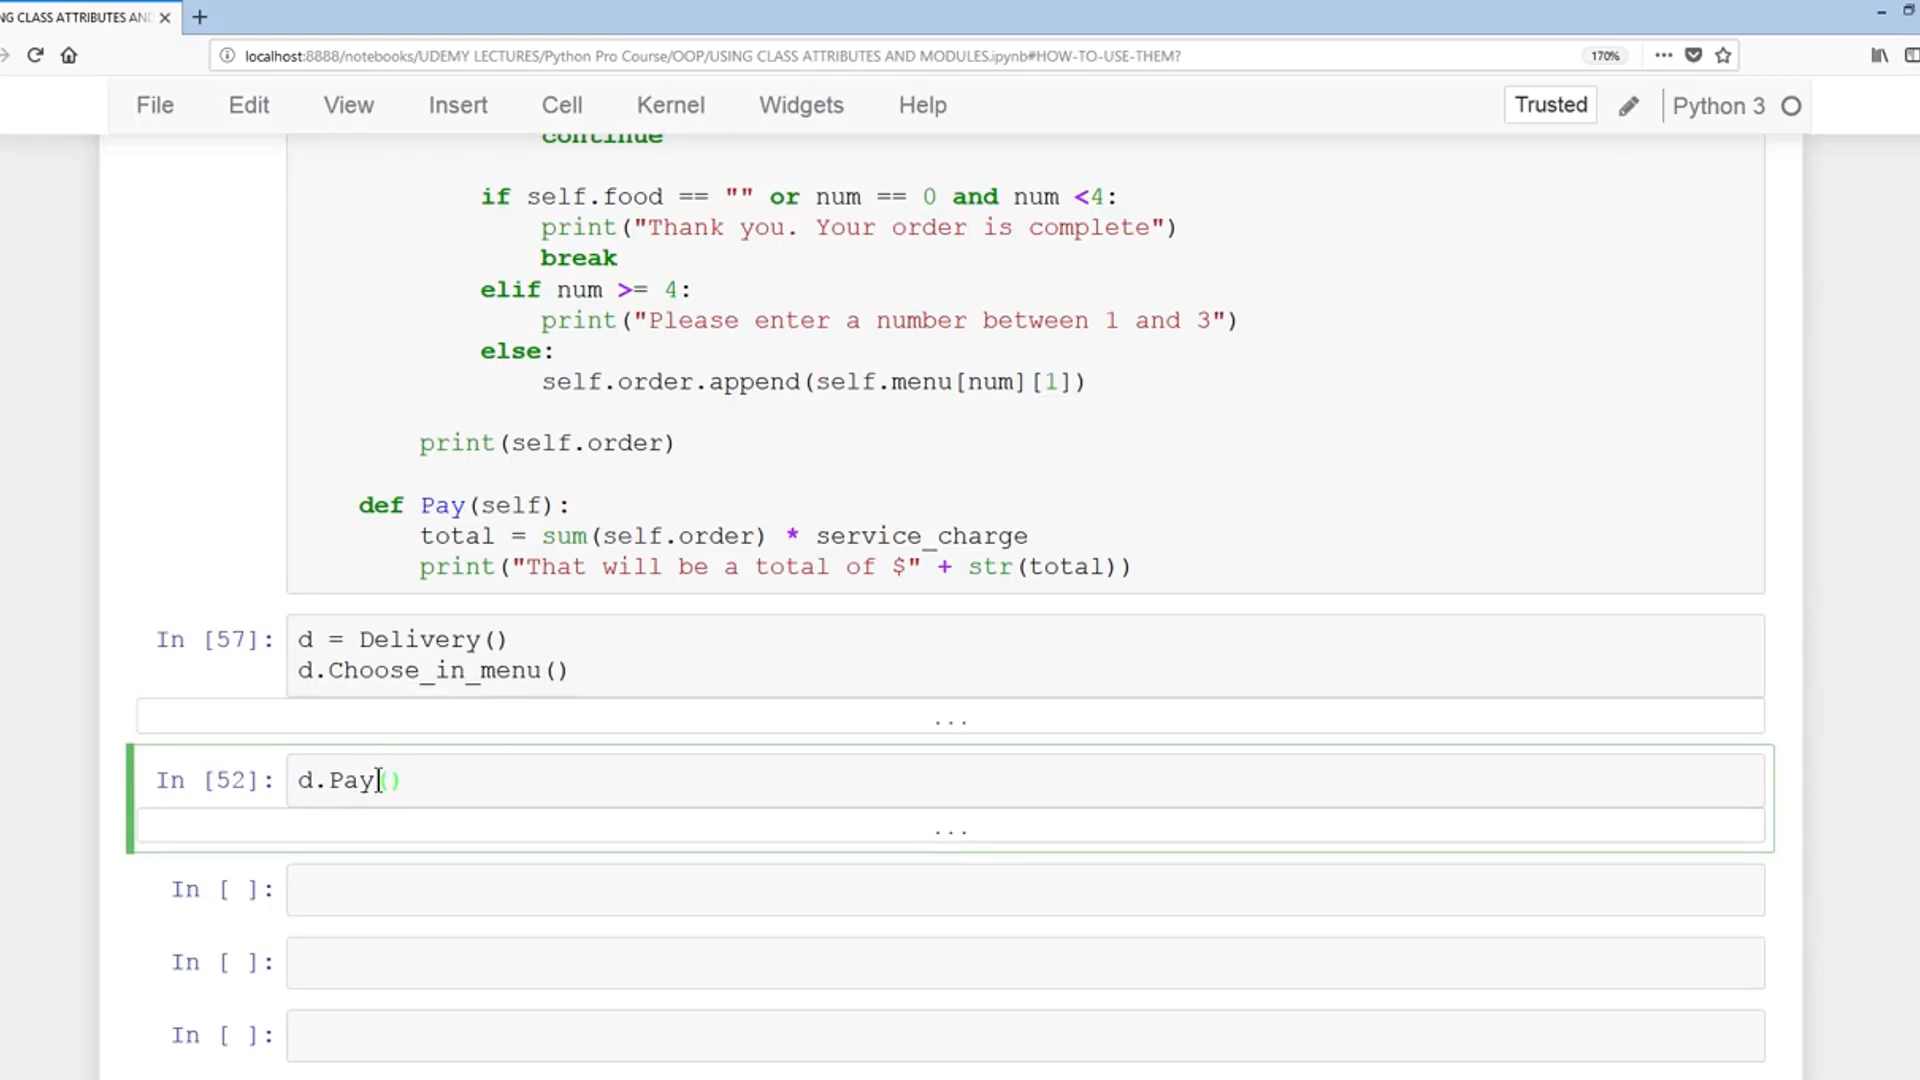 NG CLASS ATTRIBUTES AND
localhost:8888/notebooks/UDEMY LECTURES/Python Pro Course/OOP/USING CLASS ATTRIBUTES AND MODULES.ipynb#HOW-TO-USE-THEM?
170%
File Edit View Insert Cell Kernel Widgets Help
Trusted
Python 3
continue
if self.food == "" or num == 0 and num <4:
print("Thank you. Your order is complete")
break
elif num >= 4:
print("Please enter a number between 1 and 3")
else:
self.order.append(self.menu[num][1])
print(self.order)
def Pay(self):
total = sum(self.order) * service_charge
print("That will be a total of $" + str(total))
In [57]:
d = Delivery()
d.Choose_in_menu()
...
In [52]:
d.Pay()
...
In [ ]:
In [ ]:
In [ ]: